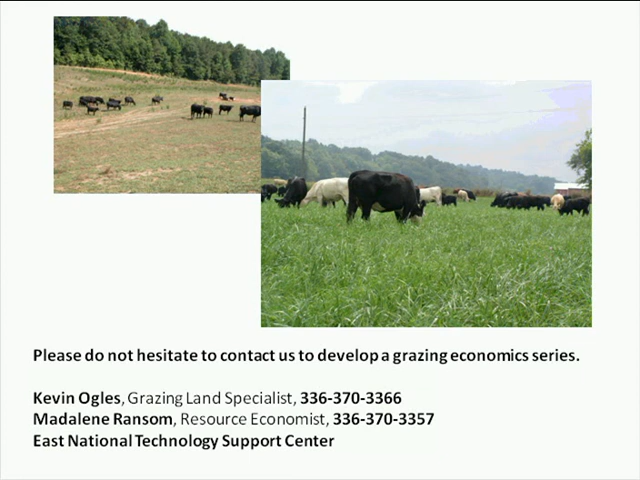 Please do not hesitate to contact us to develop a grazing economics series.
Kevin Ogles, Grazing Land Specialist, 336-370-3366
Madalene Ransom, Resource Economist, 336-370-3357
East National Technology Support Center